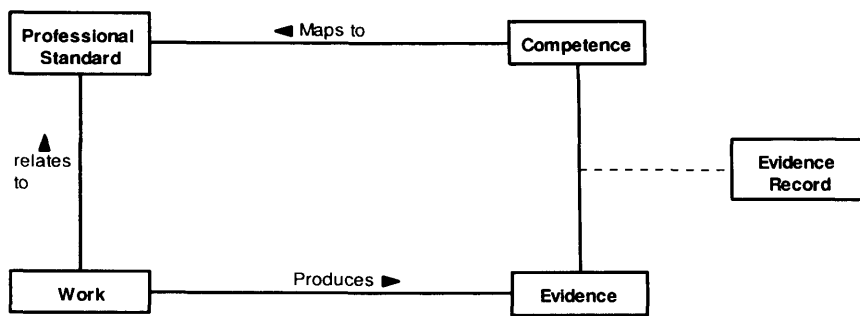 Professional
Standard
Maps to
Competence
relates
to
Evidence
Record
Work
Produces
Evidence